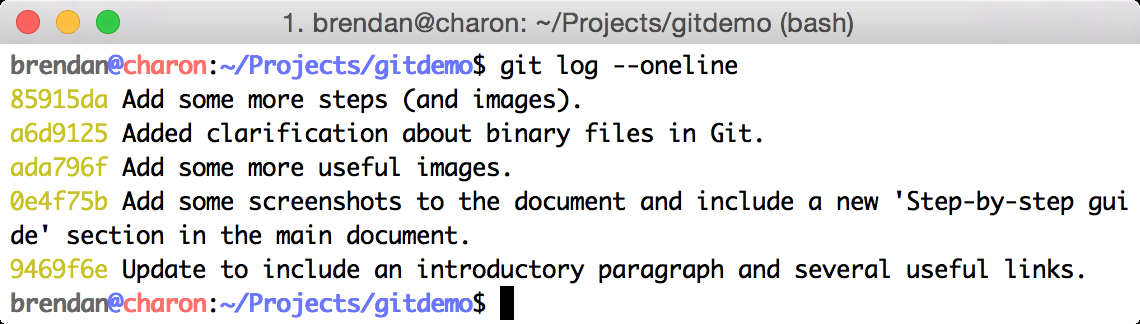 1. brendan@charon: ~/Projects/gitdemo (bash)
brendan@charon:~/Projects/gitdemo$ git log --oneline
85915da Add some more steps (and images).
a6d9125 Added clarification about binary files in Git.
ada796f Add some more useful images.
0e4f75b Add some screenshots to the document and include a new 'Step-by-step gui
de' section in the main document.
9469f6e Update to include an introductory paragraph and several useful links.
brendan@charon:~/Projects/gitdemo$